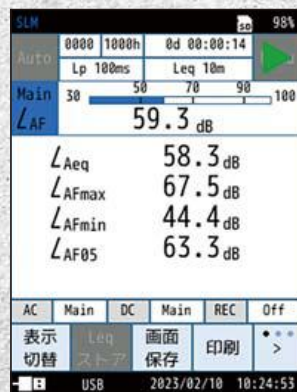 SLM SD 98%
Auto 0000 1000h 0d 00:00:14
Lp 100ms Leq 10m
Main 30 50 70 90 100
LAF 59.3 dB
LAeq 58.3 dB
LAFmax 67.5 dB
LAFmin 44.4 dB
LAF05 63.3 dB
AC Main DC Main REC Off
表示 Leq 画面 印刷 >
切替 ストア 保存
USB 2023/02/10 10:24:53